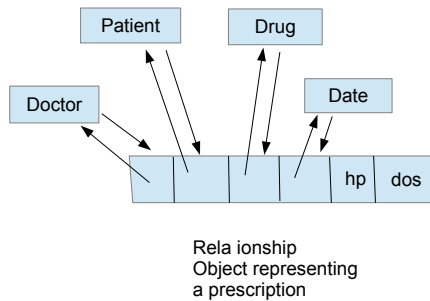 Patient
Drug
Doctor
Date
hp
dos
Rela ionship
Object representing
a prescription